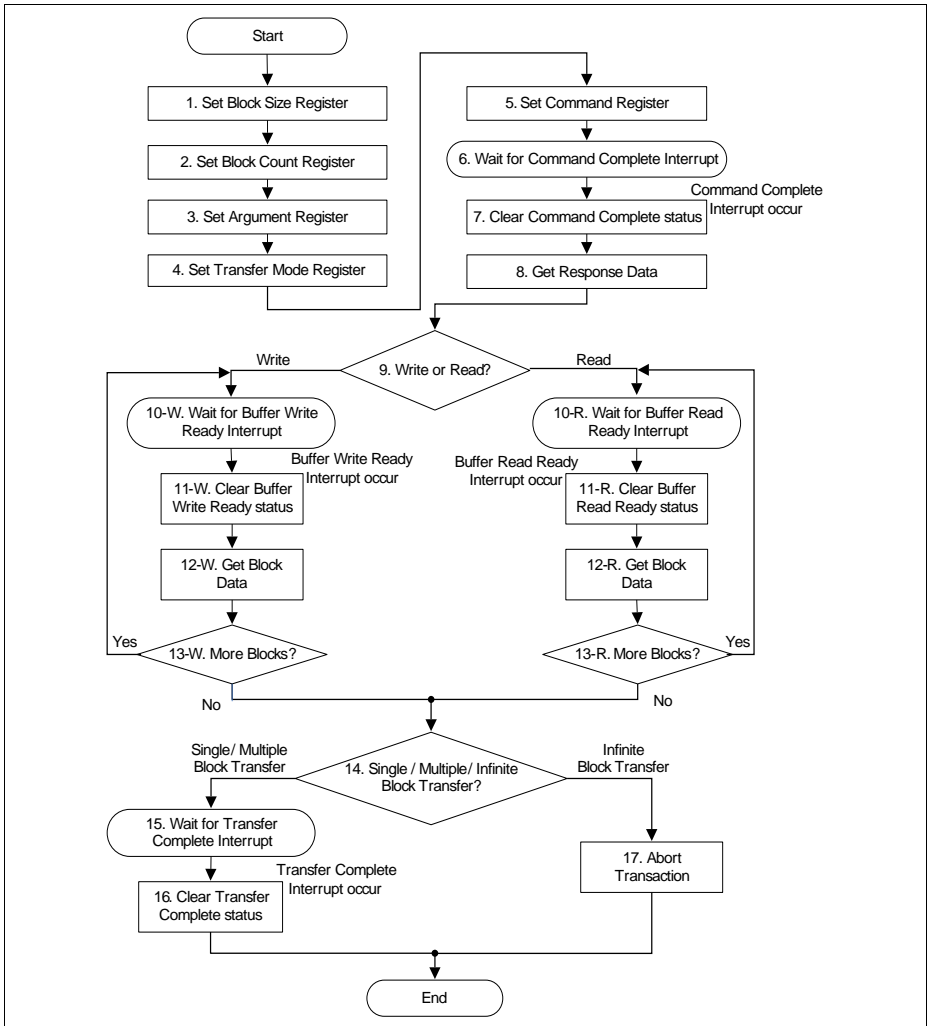 Start
1. Set Block Size Register
2. Set Block Count Register
3. Set Argument Register
4. Set Transfer Mode Register
5. Set Command Register
6. Wait for Command Complete Interrupt
Command Complete
Interrupt occur
7. Clear Command Complete status
8. Get Response Data
9. Write or Read?
Write
Read
10-W. Wait for Buffer Write
Ready Interrupt
Buffer Write Ready
Interrupt occur
11-W. Clear Buffer
Write Ready status
12-W. Get Block
Data
13-W. More Blocks?
Yes
No
10-R. Wait for Buffer Read
Ready Interrupt
Buffer Read Ready
Interrupt occur
11-R. Clear Buffer
Read Ready status
12-R. Get Block
Data
13-R. More Blocks?
Yes
No
14. Single / Multiple/ Infinite
Block Transfer?
Single/ Multiple
Block Transfer
Infinite
Block Transfer
15. Wait for Transfer
Complete Interrupt
Transfer Complete
Interrupt occur
16. Clear Transfer
Complete status
17. Abort
Transaction
End